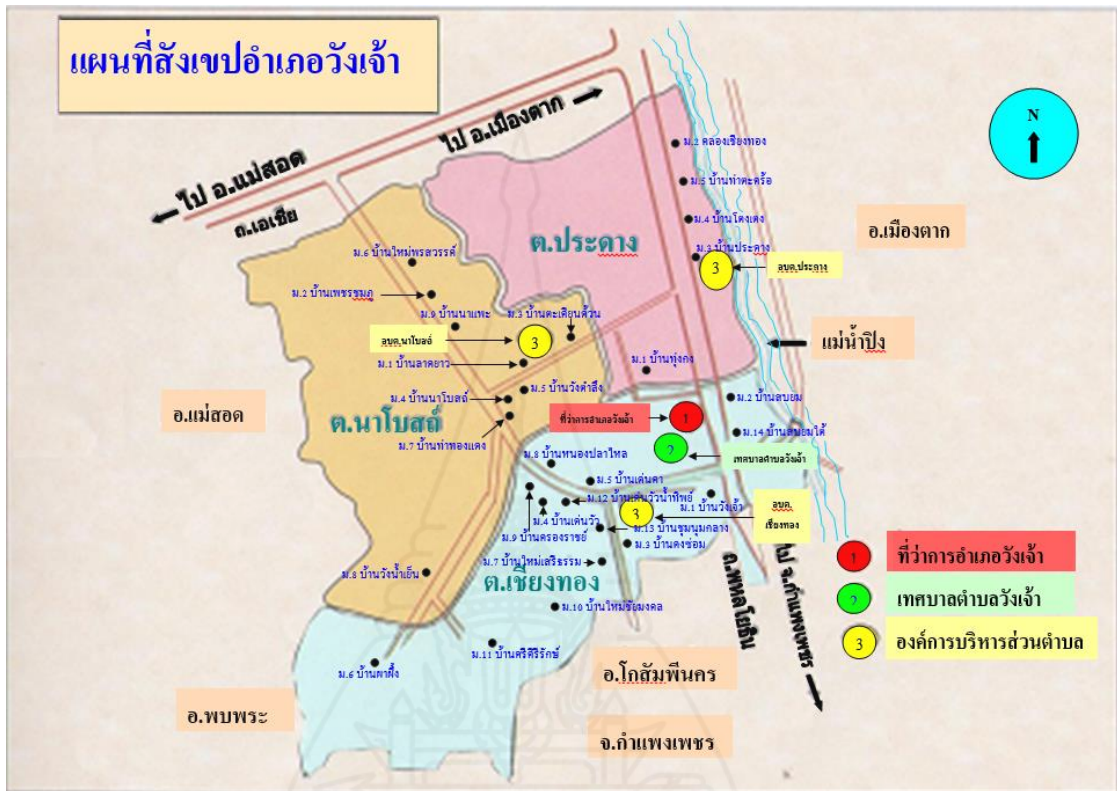 แผนที่สังเขปอำเภอวังเจ้า
N
ไป อ.เมืองตาก
ไป อ.แม่สอด
ถ.เอเชีย
ม.2 คลองเชียงทอง
ม.5 บ้านท่าตะคร้อ
ม.4 บ้านโตงเตง
อ.เมืองตาก
ต.ประดาง
ม.3 บ้านประดาง
3
อบต.ประดาง
ม.6 บ้านใหม่พรสวรรค์
ม.2 บ้านเพชรชมภู
ม.9 บ้านนาแพะ
ม.3 บ้านตะเคียนด้วน
อบต.นาโบสถ์
3
แม่น้ำปิง
ม.1 บ้านลาดยาว
ม.1 บ้านทุ่งกง
ม.5 บ้านวังตำลึง
ม.4 บ้านนาโบสถ์
ม.2 บ้านสบยม
อ.แม่สอด
ต.นาโบสถ์
ที่ว่าการอำเภอวังเจ้า
1
ม.14 บ้านสบยมใต้
ม.7 บ้านท่าทองแดง
2
เทศบาลตำบลวังเจ้า
ม.8 บ้านหนองปลาไหล
ม.5 บ้านเด่นคา
ม.12 บ้านเด่นวัวน้ำทิพย์
ม.1 บ้านวังเจ้า
อบต.
เชียงทอง
3
ม.4 บ้านเด่นวัว
ม.13 บ้านชุมนุมกลาง
ม.9 บ้านครองราชย์
ม.3 บ้านดงซ่อม
ม.7 บ้านใหม่เสรีธรรม
ม.8 บ้านวังน้ำเย็น
ต.เชียงทอง
ม.10 บ้านใหม่ชัยมงคล
ม.11 บ้านศรีคีรีรักษ์
ม.6 บ้านผาผึ้ง
ถ.พหลโยธิน
ไป จ.กำแพงเพชร
1 ที่ว่าการอำเภอวังเจ้า
2 เทศบาลตำบลวังเจ้า
3 องค์การบริหารส่วนตำบล
อ.โกสัมพีนคร
อ.พบพระ
จ.กำแพงเพชร